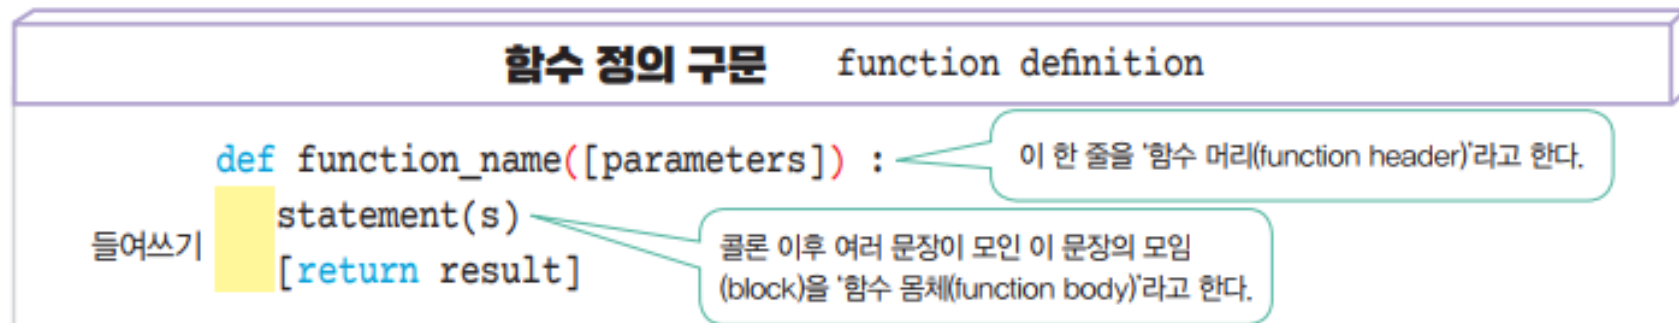 함수 정의 구문 function definition
def function_name([parameters]) :
이 한 줄을 '함수 머리(function header)'라고 한다.
들여쓰기
statement(s)
[return result]
콜론 이후 여러 문장이 모인 이 문장의 모임
(block)을 '함수 몸체(function body)'라고 한다.